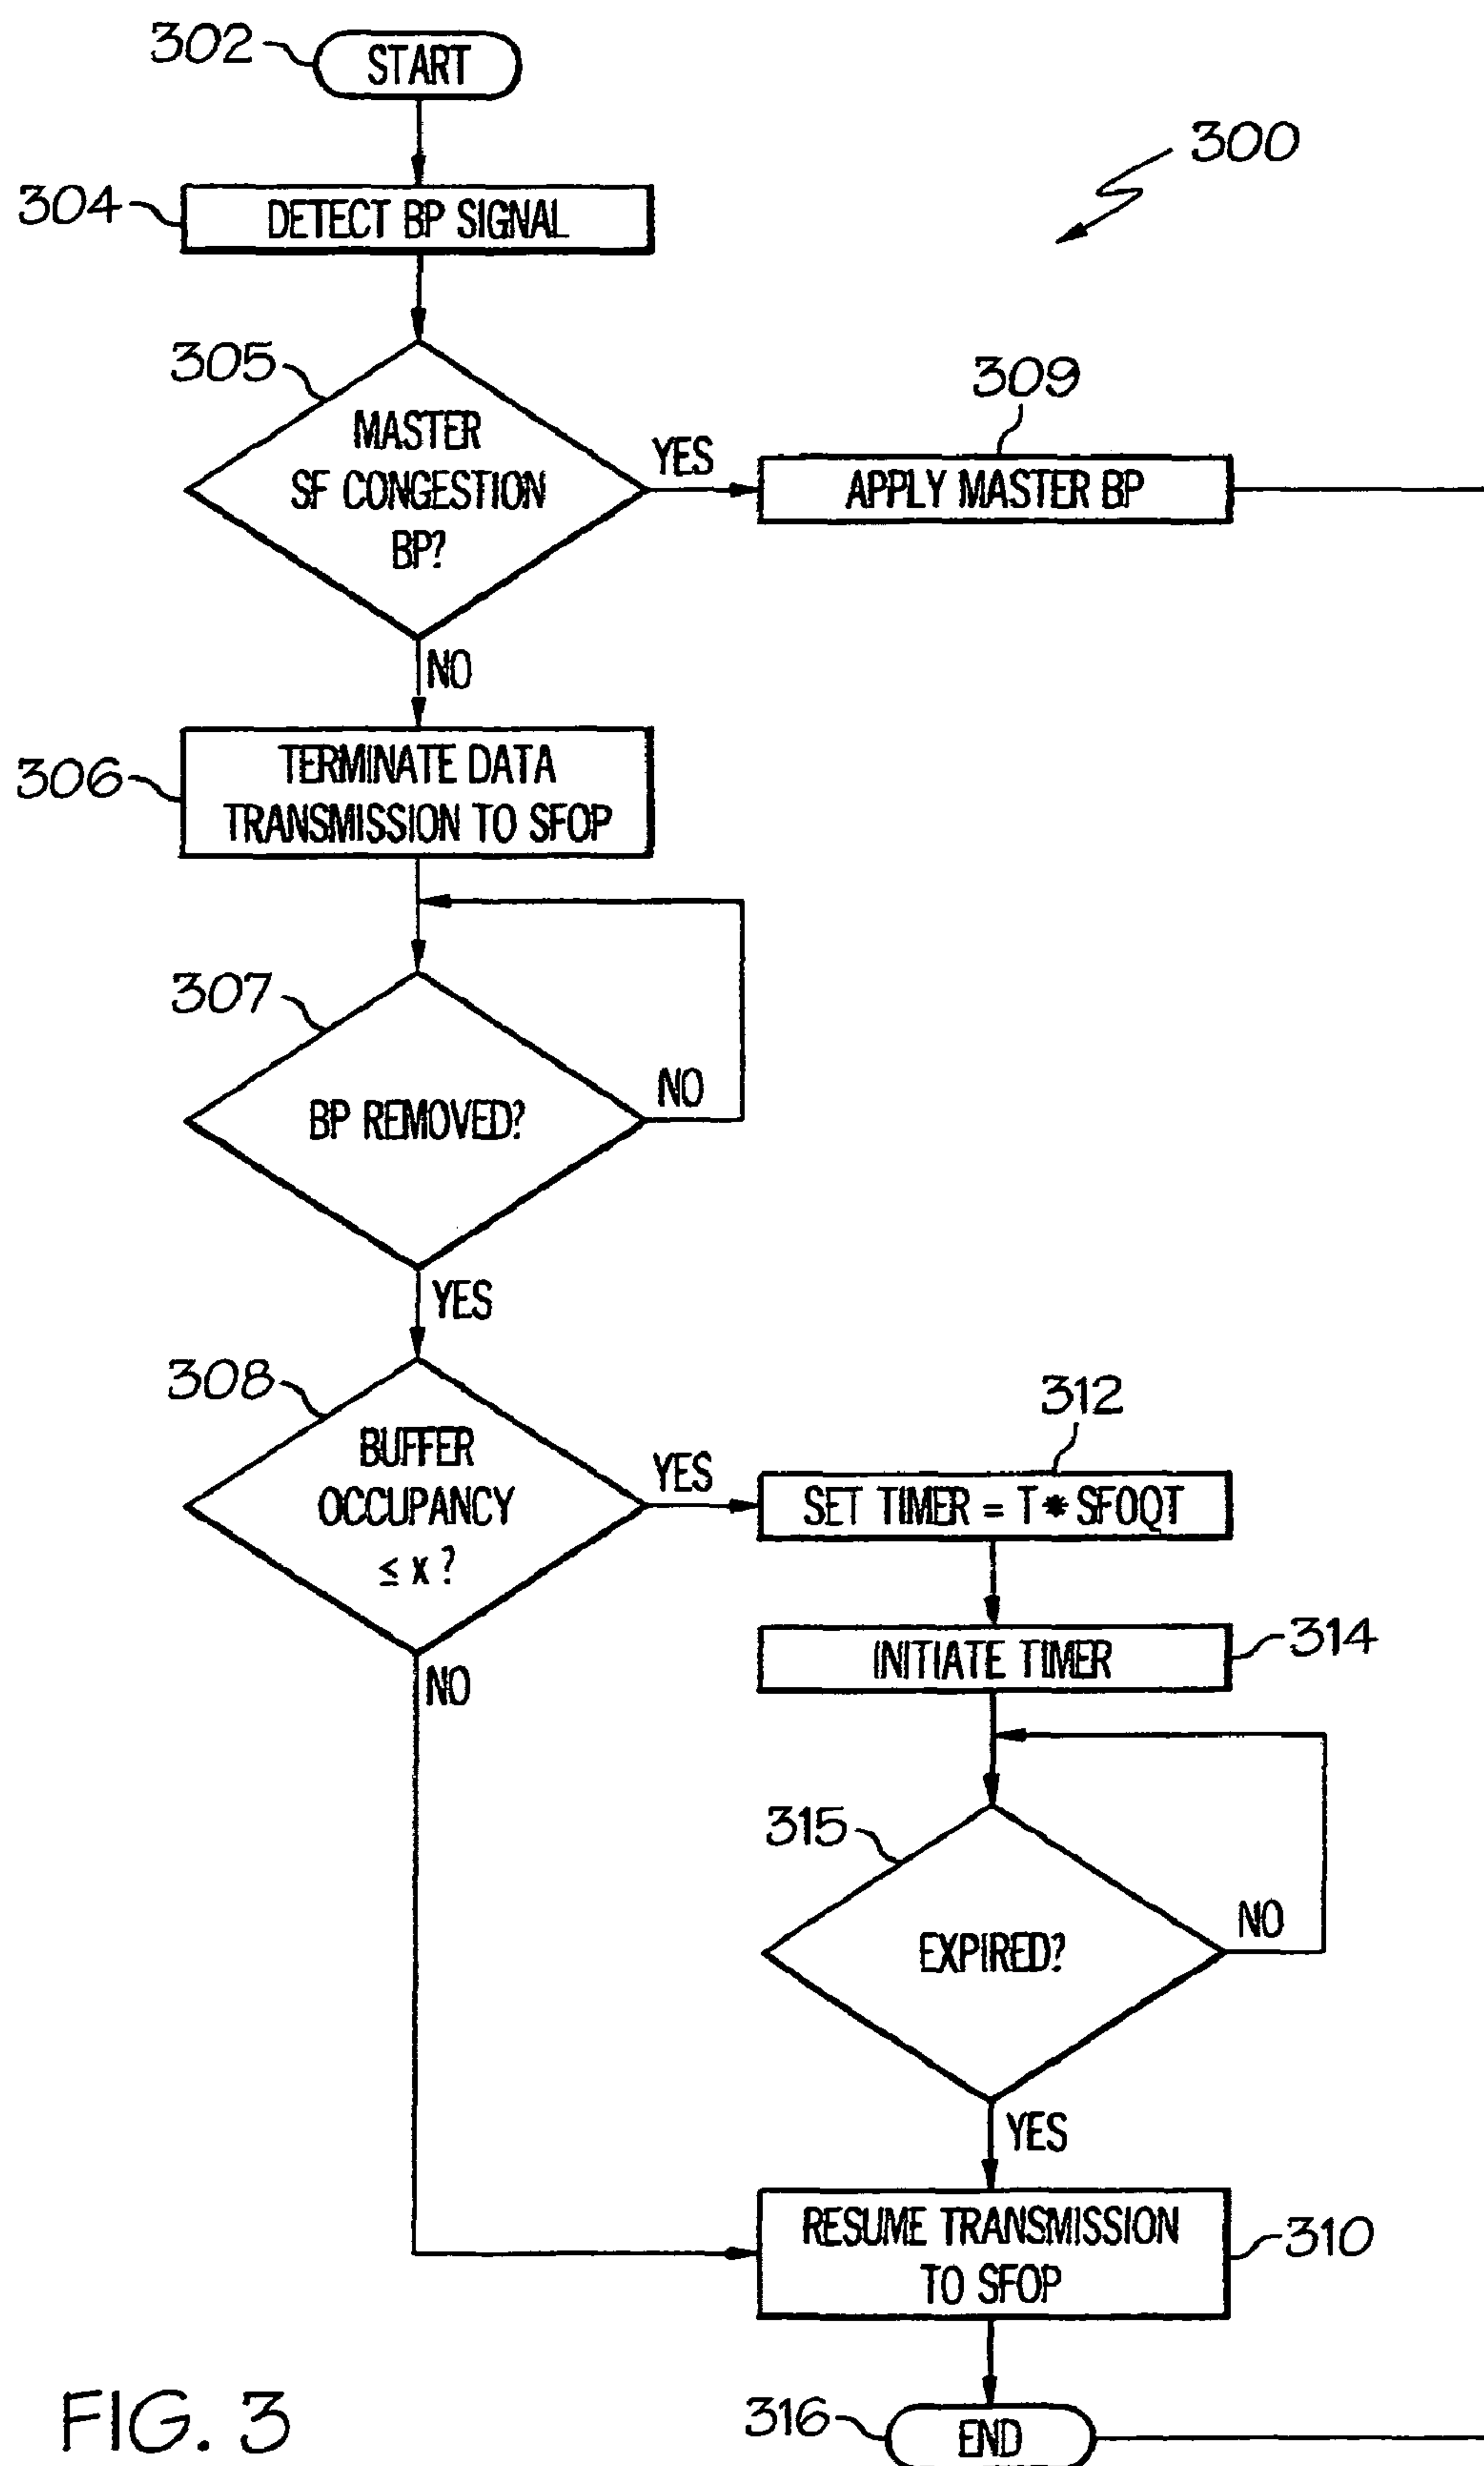 302
START
300
304
DETECT BP SIGNAL
305
MASTER
SF CONGESTION
BP?
YES
309
APPLY MASTER BP
NO
306
TERMINATE DATA
TRANSMISSION TO SFOP
307
BP REMOVED?
NO
YES
308
BUFFER
OCCUPANCY
≤ x ?
YES
312
SET TIMER = T * SFOQT
NO
INITIATE TIMER
314
315
EXPIRED?
NO
YES
RESUME TRANSMISSION
TO SFOP
310
FIG. 3
316
END